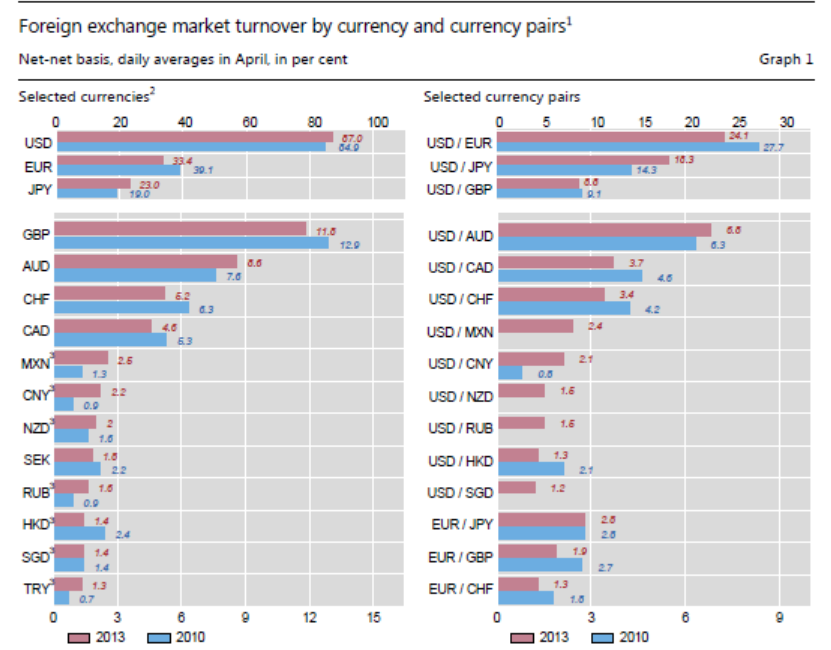 Foreign exchange market turnover by currency and currency pairs¹
Net-net basis, daily averages in April, in per cent
Graph 1
Selected currencies²
0 20 40 60 80 100
USD 87.0
84.9
EUR 33.4
39.1
JPY 23.0
19.0
GBP 11.8
12.9
AUD 8.6
7.6
CHF 5.2
6.3
CAD 4.6
5.3
MXN³ 2.5
1.3
CNY³ 2.2
0.9
NZD³ 2
1.6
SEK 1.8
2.2
RUB³ 1.6
0.9
HKD³ 1.4
2.4
SGD³ 1.4
1.4
TRY³ 1.3
0.7
0 3 6 9 12 15
2013 2010
Selected currency pairs
0 5 10 15 20 25 30
USD / EUR 24.1
27.7
USD / JPY 18.3
14.3
USD / GBP 8.8
9.1
USD / AUD 6.8
6.3
USD / CAD 3.7
4.6
USD / CHF 3.4
4.2
USD / MXN 2.4
USD / CNY 2.1
0.8
USD / NZD 1.5
USD / RUB 1.5
USD / HKD 1.3
2.1
USD / SGD 1.2
EUR / JPY 2.8
2.8
EUR / GBP 1.9
2.7
EUR / CHF 1.3
1.8
0 3 6 9
2013 2010